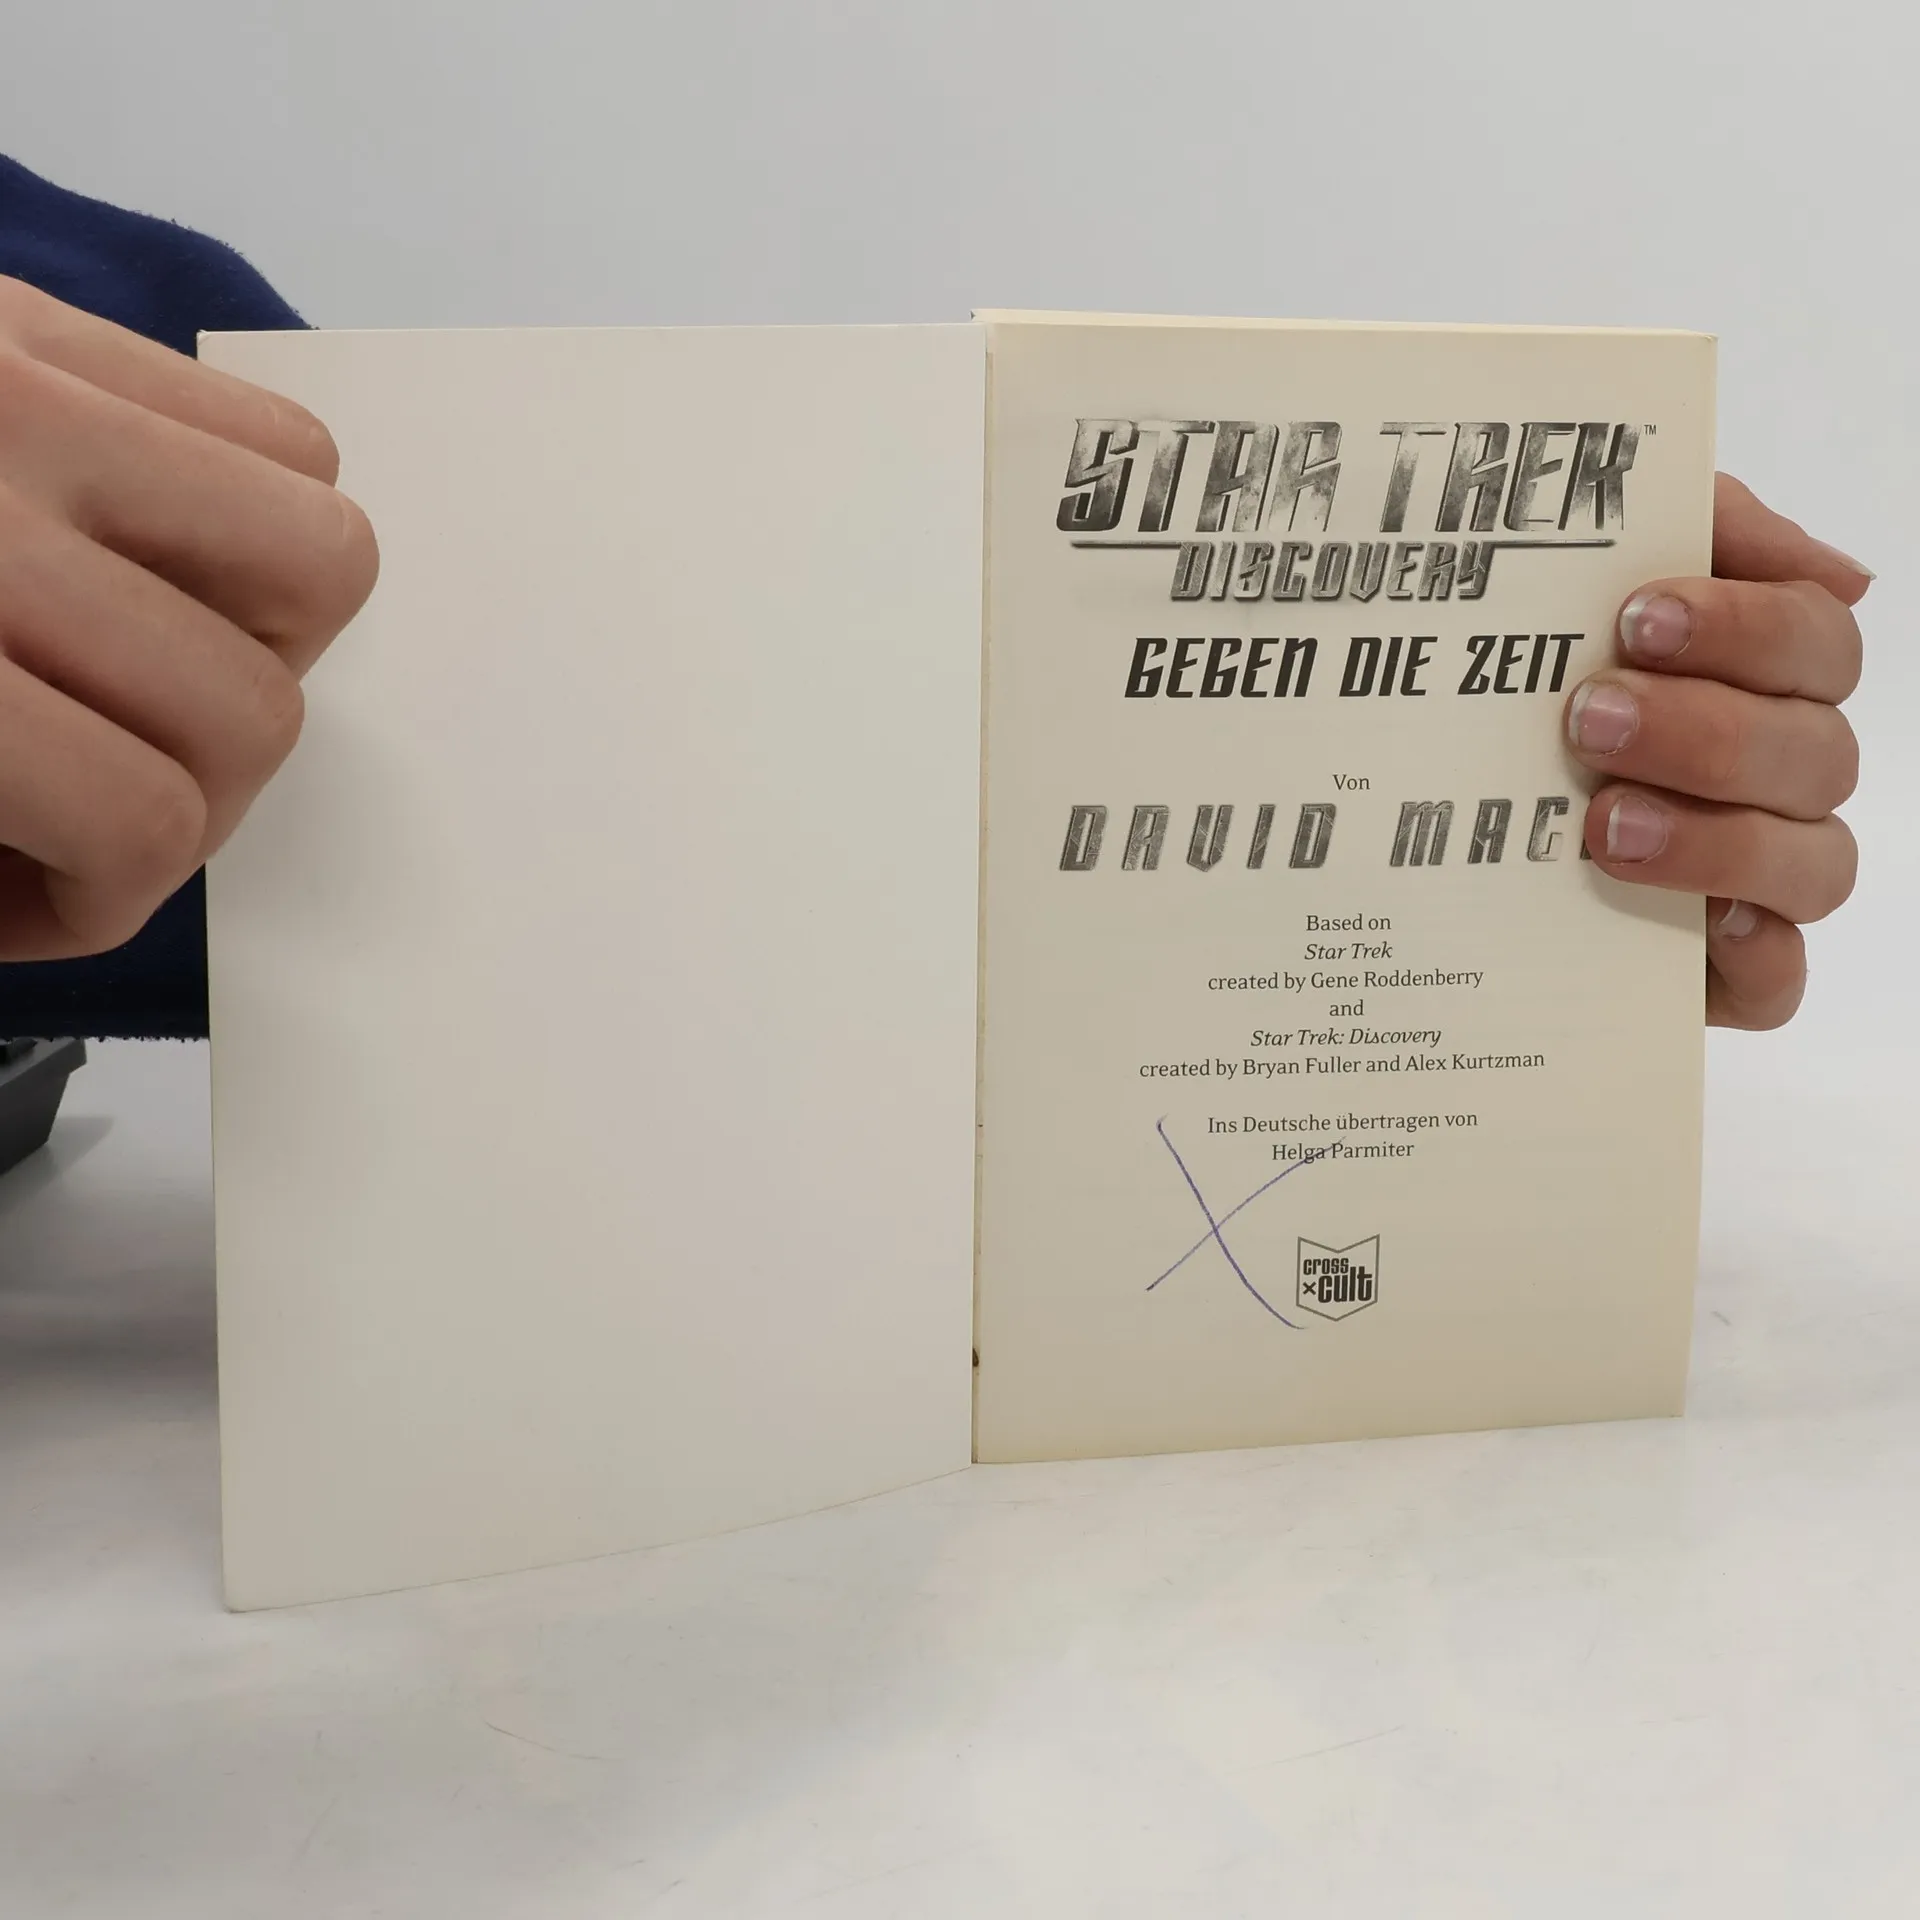 STAR TREK™
DISCOVERY
GEGEN DIE ZEIT
Von
DAVID
Based on
Star Trek
created by Gene Roddenberry
and
Star Trek: Discovery
created by Bryan Fuller and Alex Kurtzman
Ins Deutsche übertragen von
Helga Parmiter
cross
×cult